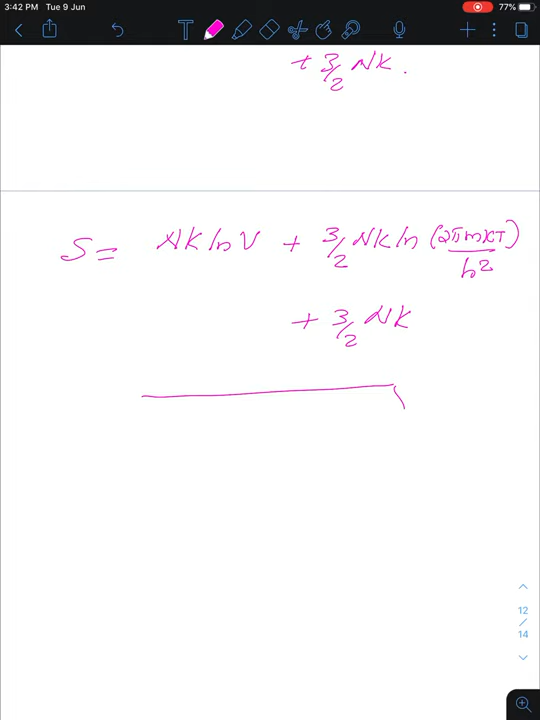 3:42 PM Tue 9 Jun
77%
+ 3/2 NK.
S = NK ln V + 3/2 NK ln (2πmKT)/h²
+ 3/2 NK
12
/
14